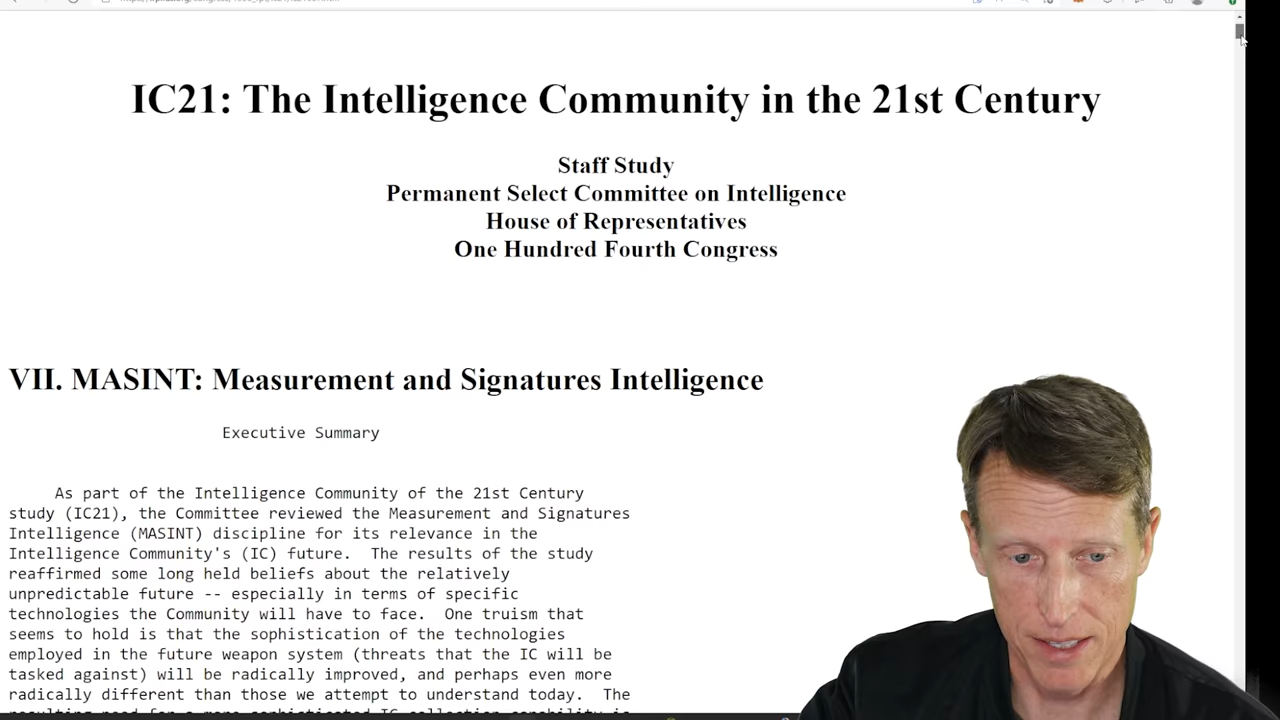 IC21: The Intelligence Community in the 21st Century
Staff Study
Permanent Select Committee on Intelligence
House of Representatives
One Hundred Fourth Congress
VII. MASINT: Measurement and Signatures Intelligence
Executive Summary
As part of the Intelligence Community of the 21st Century
study (IC21), the Committee reviewed the Measurement and Signatures
Intelligence (MASINT) discipline for its relevance in the
Intelligence Community's (IC) future. The results of the study
reaffirmed some long held beliefs about the relatively
unpredictable future -- especially in terms of specific
technologies the Community will have to face. One truism that
seems to hold is that the sophistication of the technologies
employed in the future weapon system (threats that the IC will be
tasked against) will be radically improved, and perhaps even more
radically different than those we attempt to understand today. The